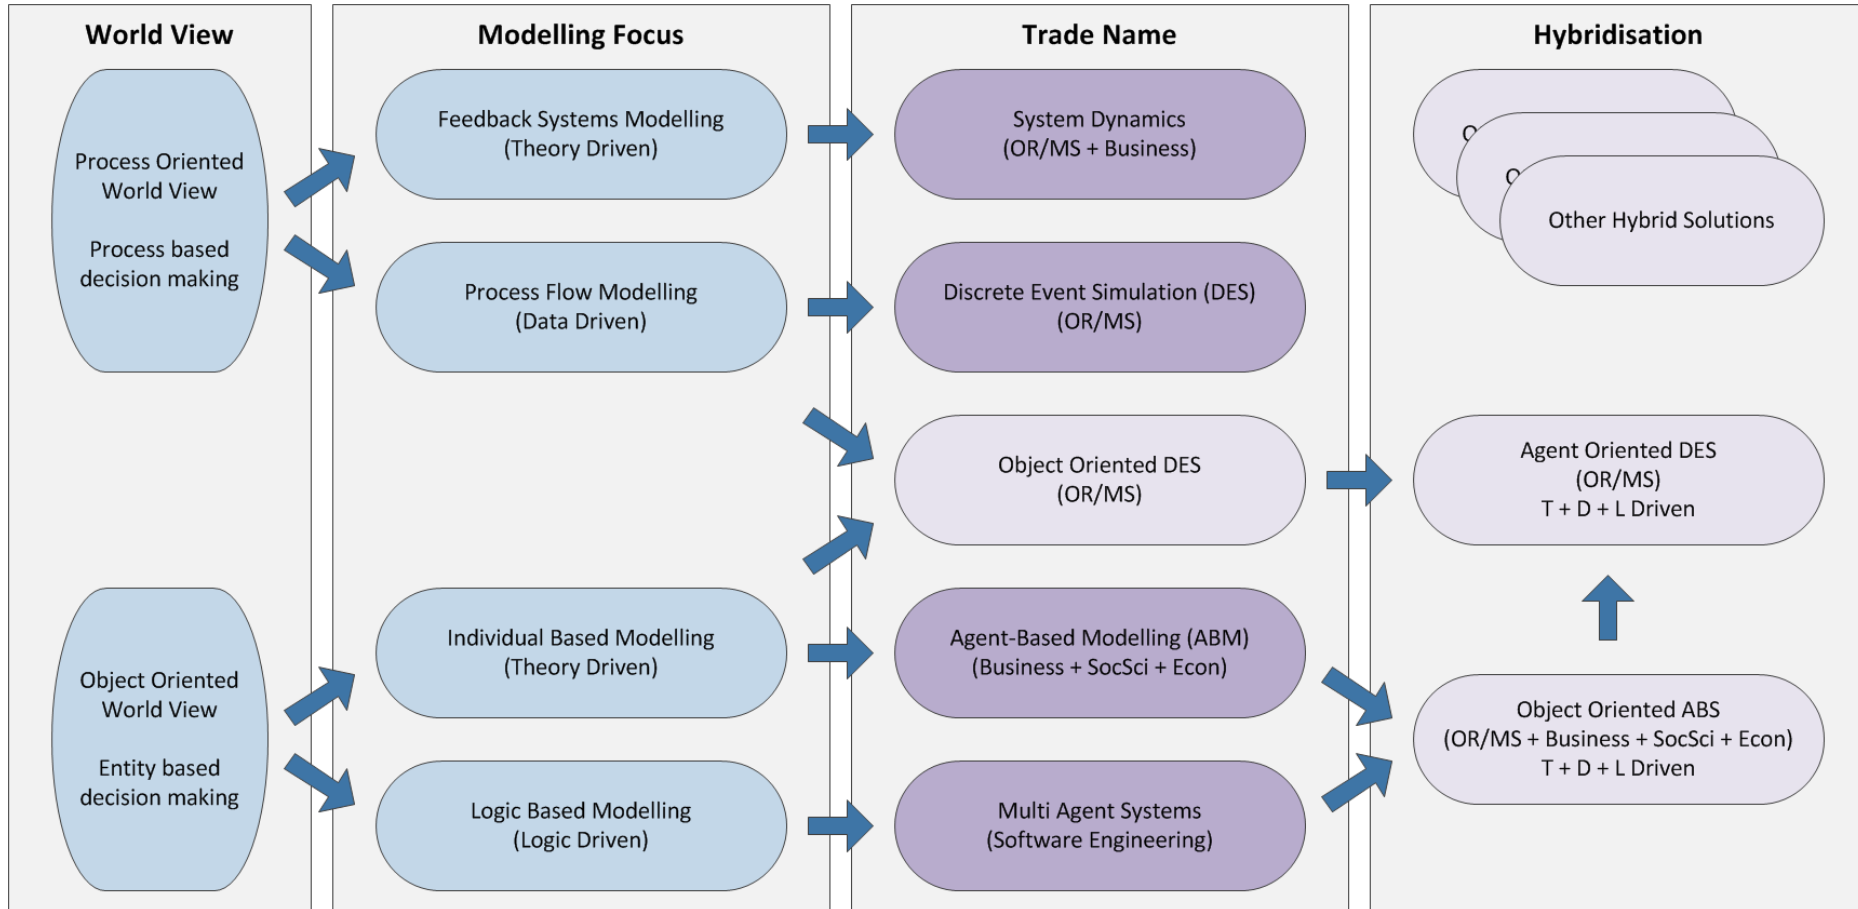 World View
Process Oriented
World View
Process based
decision making
Object Oriented
World View
Entity based
decision making
Modelling Focus
Feedback Systems Modelling
(Theory Driven)
Process Flow Modelling
(Data Driven)
Individual Based Modelling
(Theory Driven)
Logic Based Modelling
(Logic Driven)
Trade Name
System Dynamics
(OR/MS + Business)
Discrete Event Simulation (DES)
(OR/MS)
Object Oriented DES
(OR/MS)
Agent-Based Modelling (ABM)
(Business + SocSci + Econ)
Multi Agent Systems
(Software Engineering)
Hybridisation
Other Hybrid Solutions
Agent Oriented DES
(OR/MS)
T + D + L Driven
Object Oriented ABS
(OR/MS + Business + SocSci + Econ)
T + D + L Driven